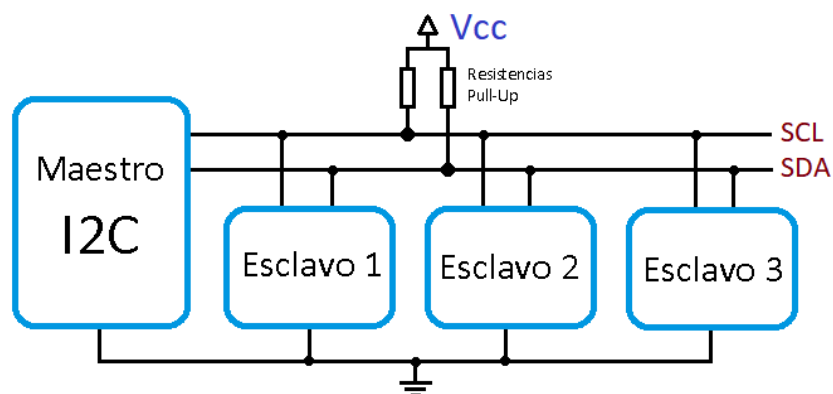 Vcc
Resistencias
Pull-Up
SCL
SDA
Maestro
I2C
Esclavo 1
Esclavo 2
Esclavo 3